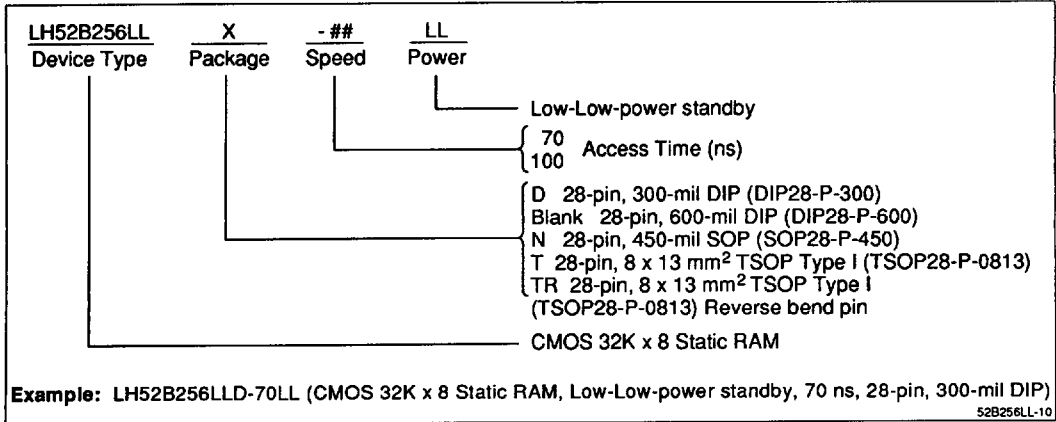 LH52B256LL X - ## LL
Device Type Package Speed Power
Low-Low-power standby
70
100 Access Time (ns)
D 28-pin, 300-mil DIP (DIP28-P-300)
Blank 28-pin, 600-mil DIP (DIP28-P-600)
N 28-pin, 450-mil SOP (SOP28-P-450)
T 28-pin, 8 x 13 mm² TSOP Type I (TSOP28-P-0813)
TR 28-pin, 8 x 13 mm² TSOP Type I
(TSOP28-P-0813) Reverse bend pin
CMOS 32K x 8 Static RAM
Example: LH52B256LLD-70LL (CMOS 32K x 8 Static RAM, Low-Low-power standby, 70 ns, 28-pin, 300-mil DIP)
52B256LL-10